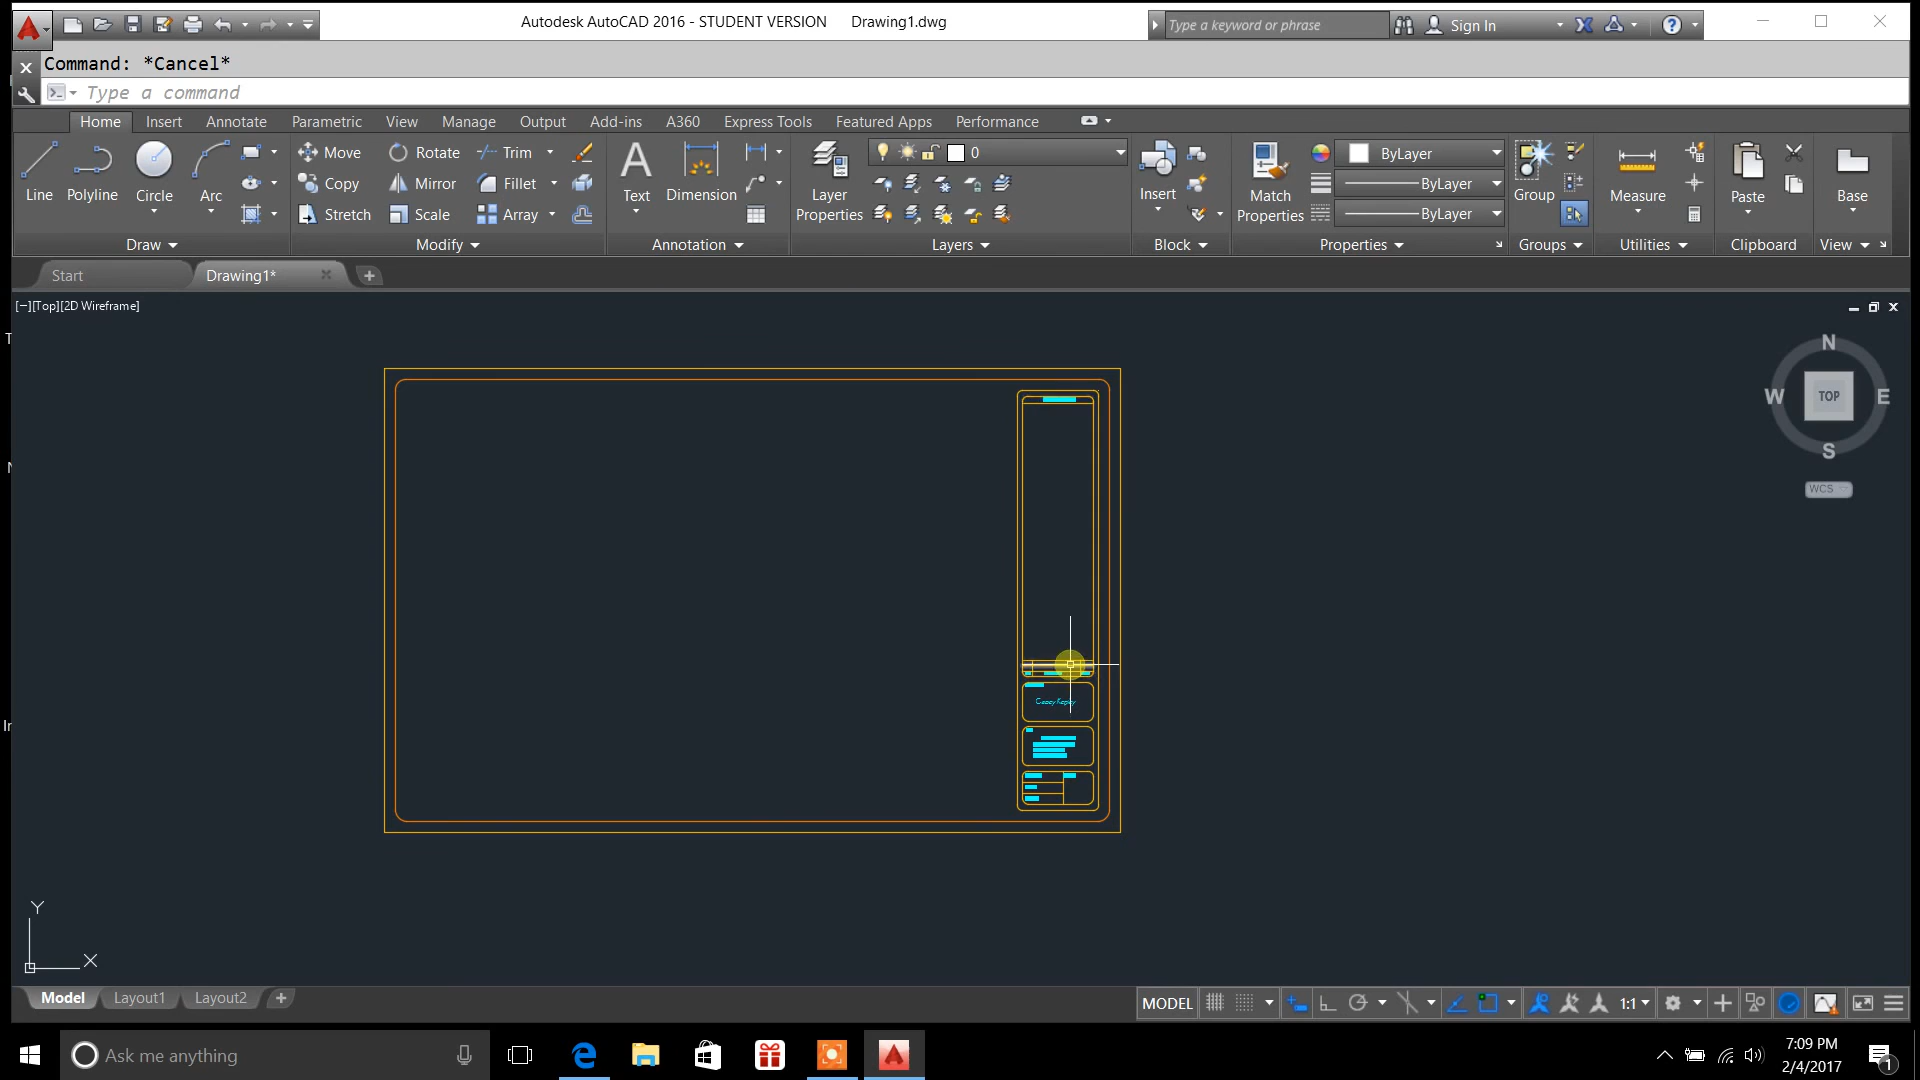 Autodesk AutoCAD 2016 - STUDENT VERSION Drawing1.dwg
Type a keyword or phrase
Sign In
Command: *Cancel*
Type a command
Home Insert Annotate Parametric View Manage Output Add-ins A360 Express Tools Featured Apps Performance
Line Polyline Circle Arc
Move Rotate Trim
Copy Mirror Fillet
Stretch Scale Array
Text Dimension
Layer Properties
0
Insert
Match Properties
ByLayer
ByLayer
ByLayer
Group
Measure
Paste
Base
Draw Modify Annotation Layers Block Properties Groups Utilities Clipboard View
Start Drawing1*
[−][Top][2D Wireframe]
N
W TOP E
S
WCS
Y
X
Model Layout1 Layout2
MODEL 1:1
Ask me anything
7:09 PM
2/4/2017
1